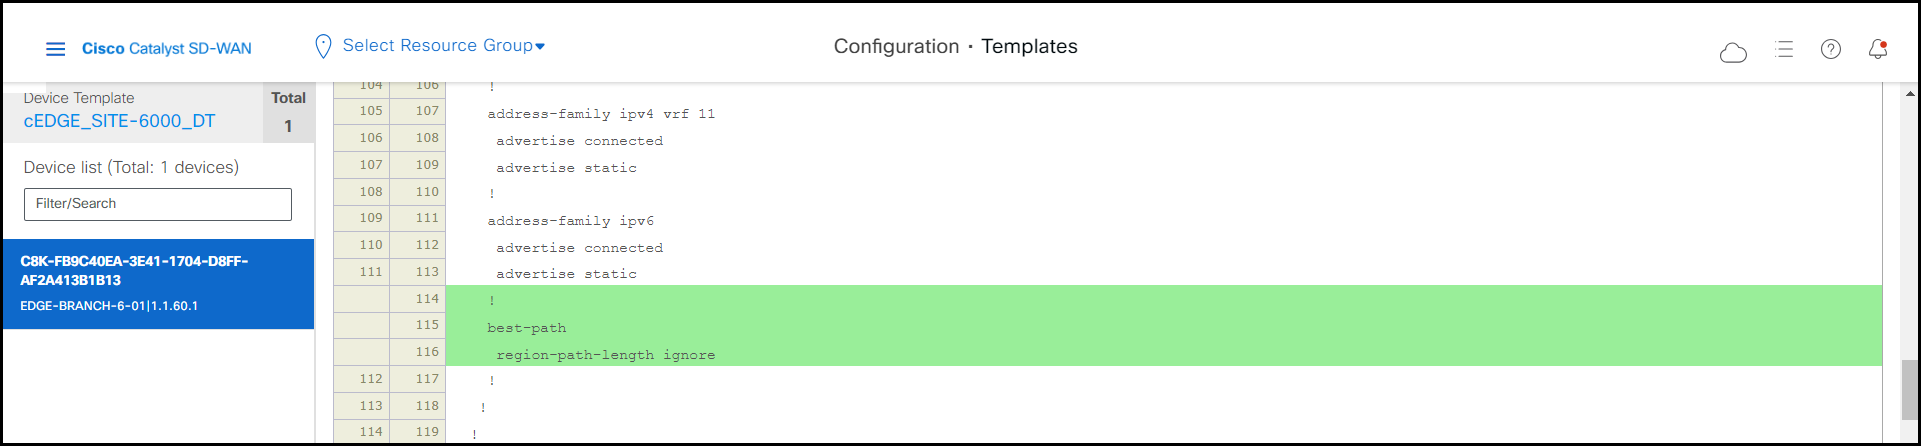 Cisco Catalyst SD-WAN
Select Resource Group
Configuration · Templates
Device Template
cEDGE_SITE-6000_DT
Total
1
Device list (Total: 1 devices)
Filter/Search
C8K-FB9C40EA-3E41-1704-D8FF-
AF2A413B1B13
EDGE-BRANCH-6-01|1.1.60.1
104 106 !
105 107 address-family ipv4 vrf 11
106 108 advertise connected
107 109 advertise static
108 110 !
109 111 address-family ipv6
110 112 advertise connected
111 113 advertise static
114 !
115 best-path
116 region-path-length ignore
112 117 !
113 118 !
114 119 !